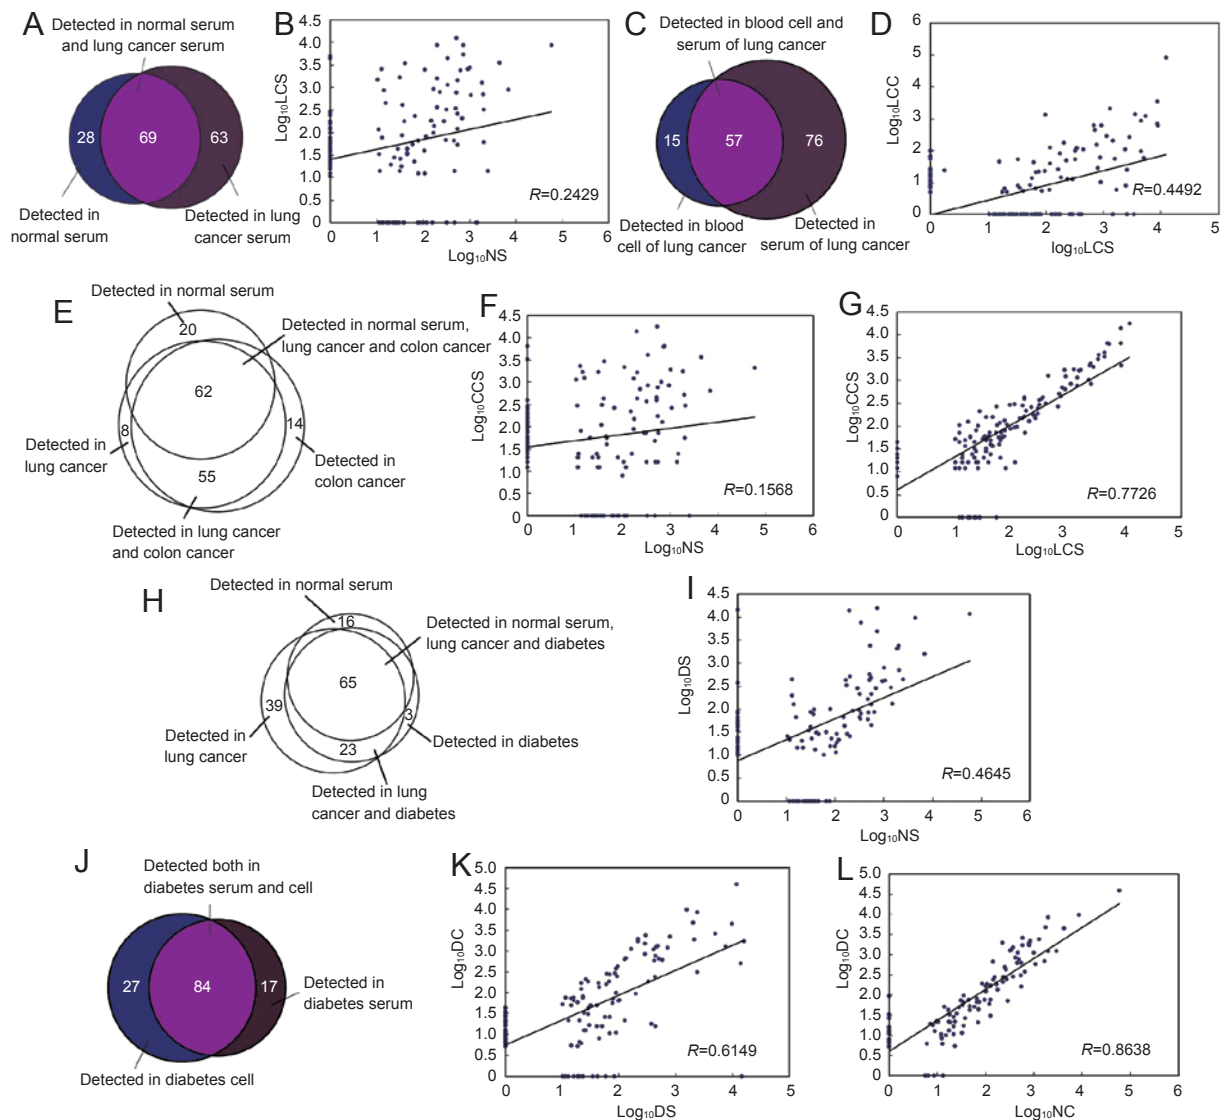 A
Detected in normal serum
and lung cancer serum
28
69
63
Detected in
normal serum
Detected in lung
cancer serum
B
Log₁₀LCS
4.5
4.0
3.5
3.0
2.5
2.0
1.5
1.0
0.5
0
R=0.2429
0 1 2 3 4 5 6
Log₁₀NS
C
Detected in blood cell and
serum of lung cancer
15
57
76
Detected in blood
cell of lung cancer
Detected in
serum of lung cancer
D
Log₁₀LCC
6
5
4
3
2
1
0
R=0.4492
0 1 2 3 4 5
log₁₀LCS
E
Detected in normal serum
20
Detected in normal serum,
lung cancer and colon cancer
62
8
14
Detected in
lung cancer
Detected in
colon cancer
55
Detected in lung cancer
and colon cancer
F
Log₁₀CCS
4.5
4.0
3.5
3.0
2.5
2.0
1.5
1.0
0.5
0
R=0.1568
0 1 2 3 4 5 6
Log₁₀NS
G
Log₁₀CCS
4.5
4.0
3.5
3.0
2.5
2.0
1.5
1.0
0.5
0
R=0.7726
0 1 2 3 4 5
Log₁₀LCS
H
Detected in normal serum
16
Detected in normal serum,
lung cancer and diabetes
65
39
3
Detected in
lung cancer
Detected in diabetes
23
Detected in lung
cancer and diabetes
I
Log₁₀DS
4.5
4.0
3.5
3.0
2.5
2.0
1.5
1.0
0.5
0
R=0.4645
0 1 2 3 4 5 6
Log₁₀NS
J
Detected both in
diabetes serum and cell
27
84
17
Detected in
diabetes serum
Detected in diabetes cell
K
Log₁₀DC
5.0
4.5
4.0
3.5
3.0
2.5
2.0
1.5
1.0
0.5
0
R=0.6149
0 1 2 3 4 5
Log₁₀DS
L
Log₁₀DC
5.0
4.5
4.0
3.5
3.0
2.5
2.0
1.5
1.0
0.5
0
R=0.8638
0 1 2 3 4 5 6
Log₁₀NC